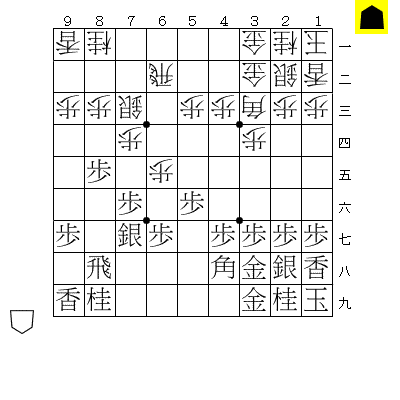 ９ ８ ７ ６ ５ ４ ３ ２ １
香 桂 金 桂 玉 一
飛 金 銀 香 二
歩 歩 銀 歩 歩 角 歩 歩 三
歩 歩 四
歩 歩 五
歩 歩 六
歩 銀 歩 歩 歩 歩 歩 七
飛 角 金 銀 香 八
香 桂 金 桂 玉 九